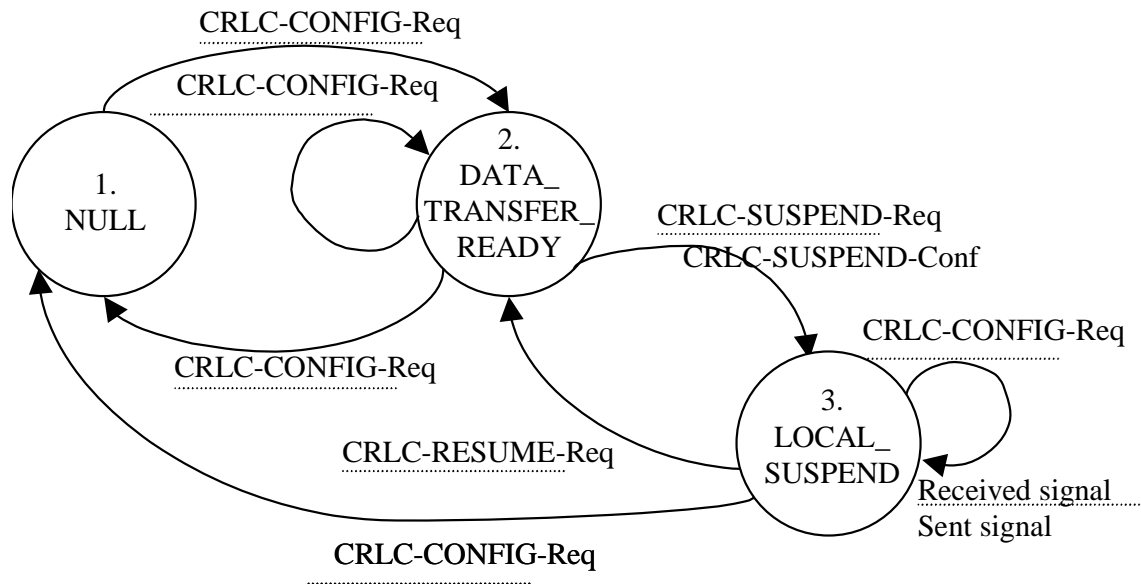 CRLC-CONFIG-Req
CRLC-CONFIG-Req
1.
NULL
2.
DATA_
TRANSFER_
READY
CRLC-SUSPEND-Req
CRLC-SUSPEND-Conf
CRLC-CONFIG-Req
CRLC-CONFIG-Req
3.
LOCAL_
SUSPEND
CRLC-RESUME-Req
Received signal
Sent signal
CRLC-CONFIG-Req